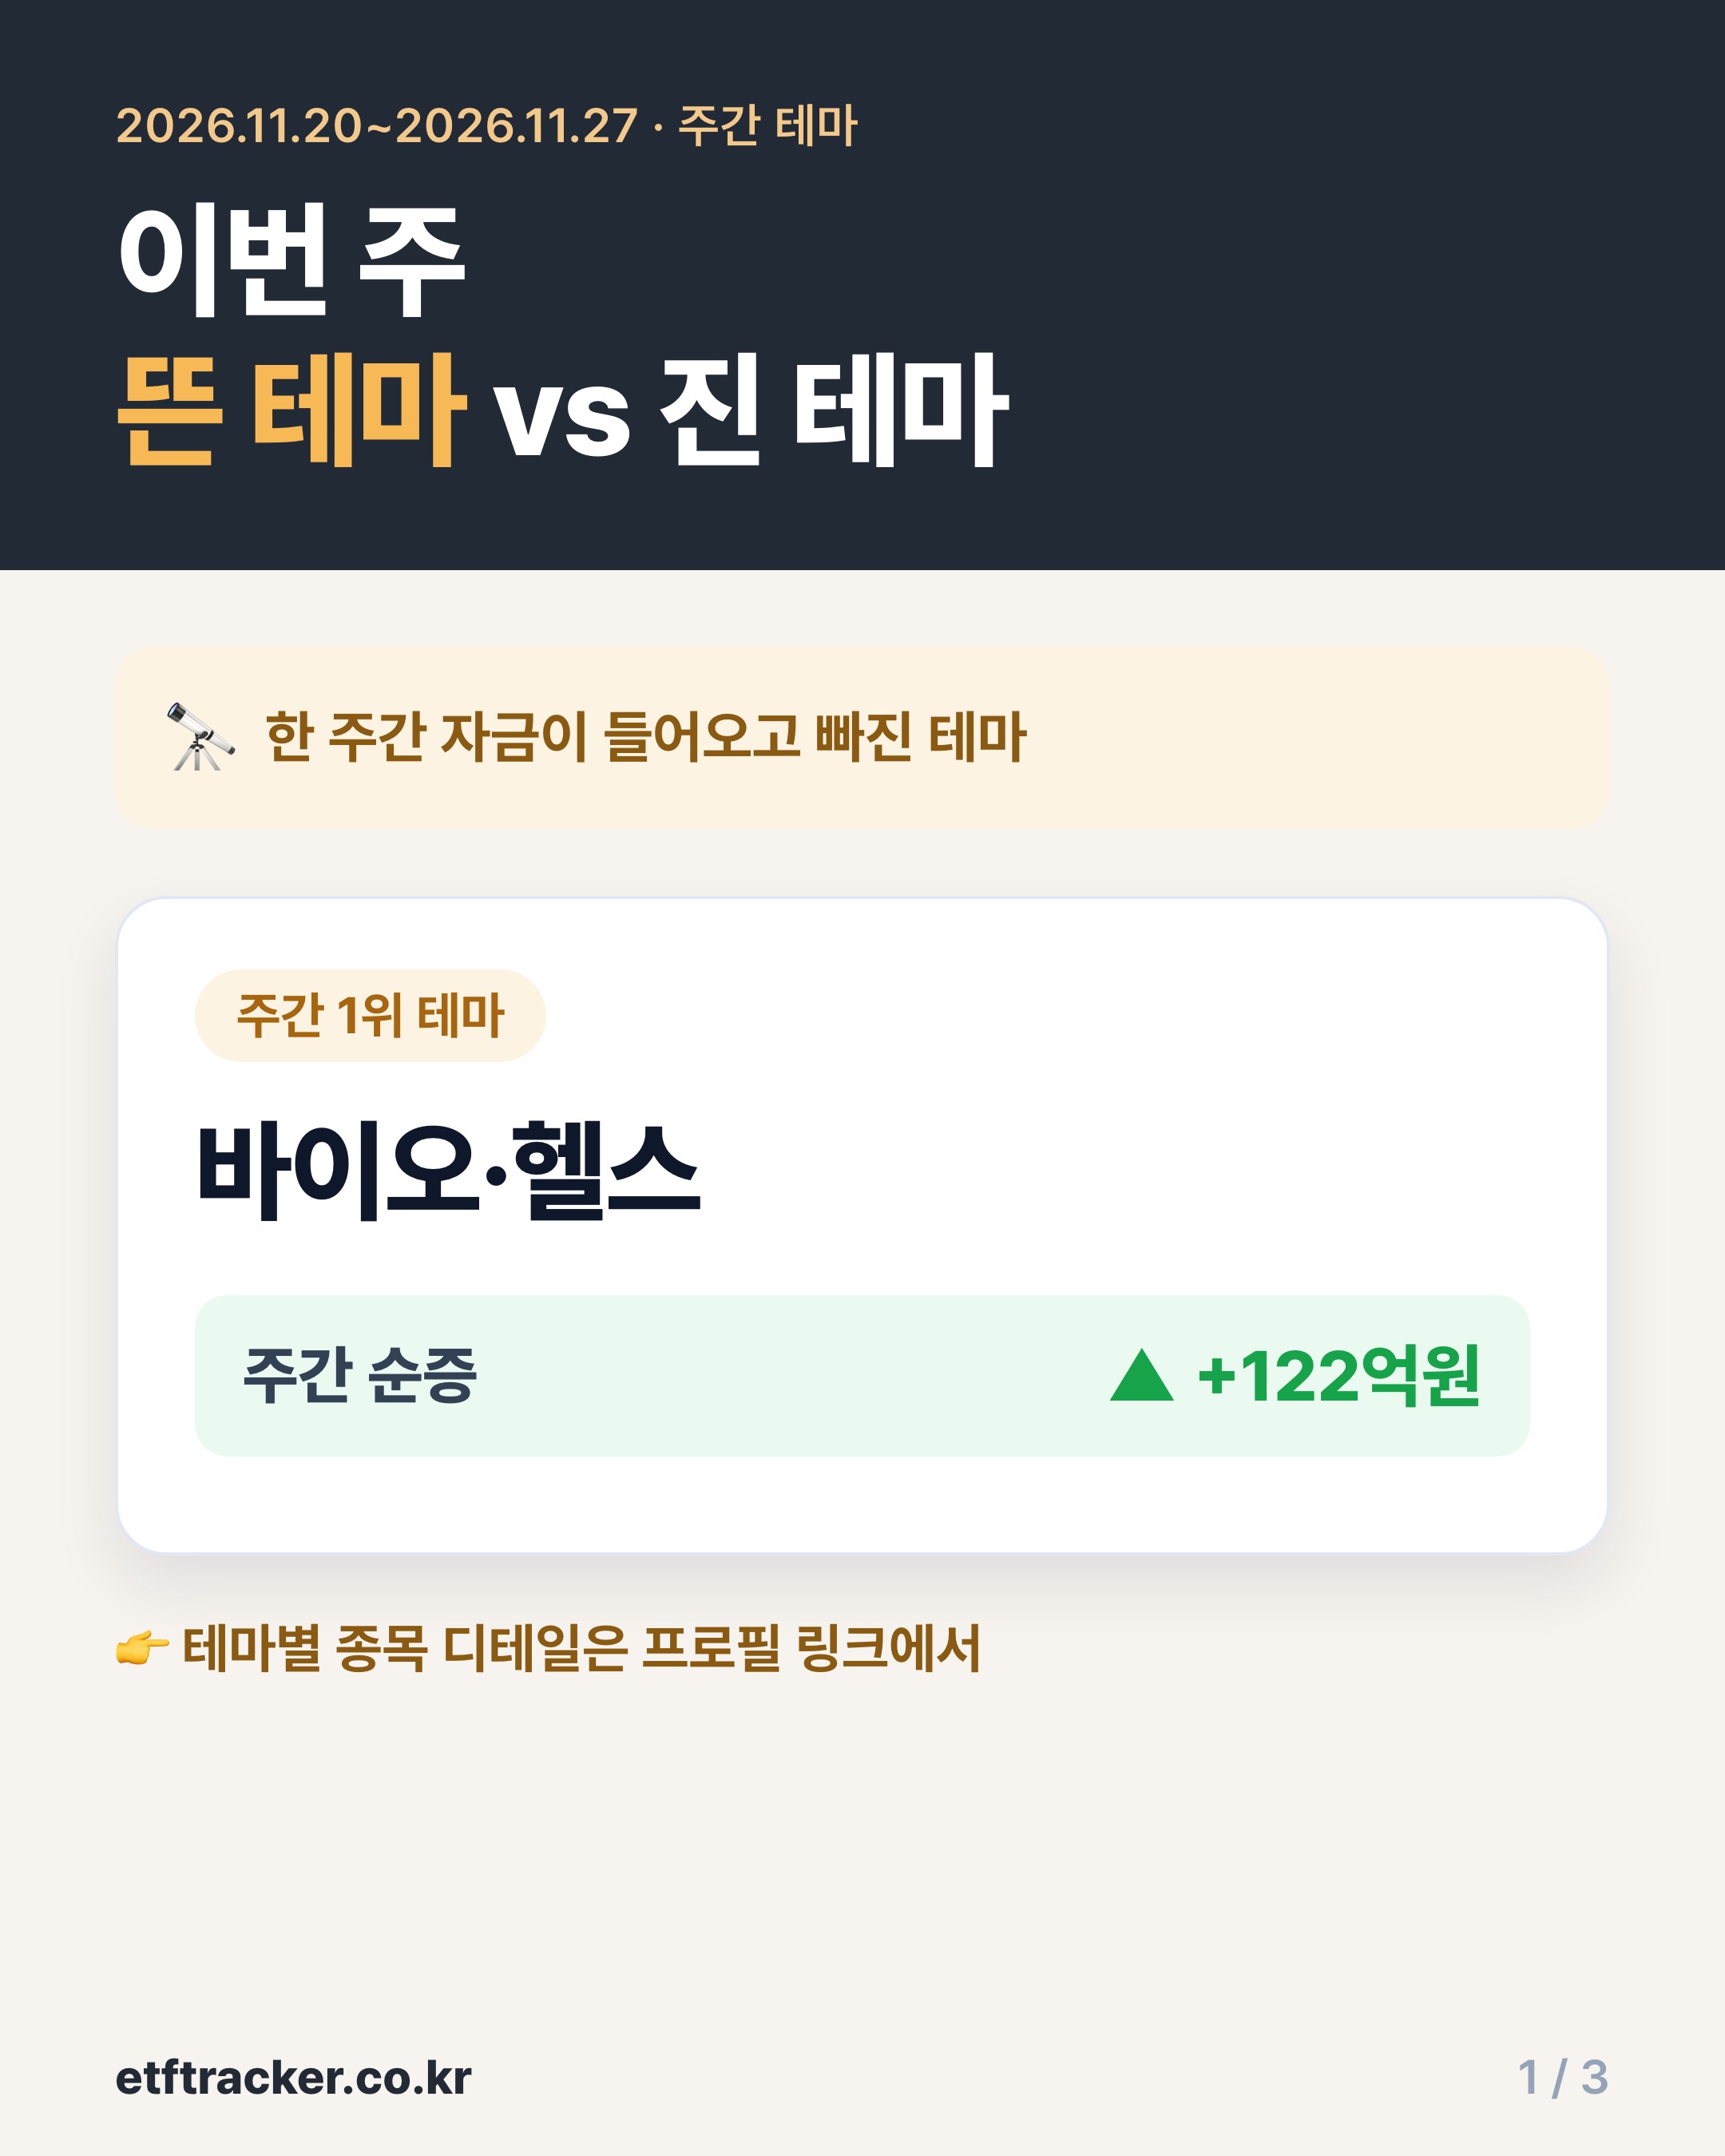 2026.11.20~2026.11.27 · 주간 테마
이번 주
뜬 테마 vs 진 테마
한 주간 자금이 들어오고 빠진 테마
주간 1위 테마
바이오·헬스
주간 순증 ▲ +122억원
👉 테마별 종목 디테일은 프로필 링크에서
etftracker.co.kr
1 / 3